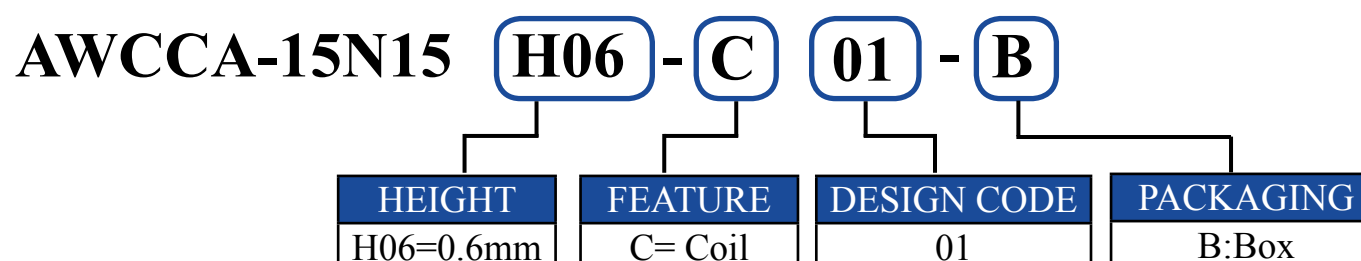 AWCCA-15N15 H06 - C 01 - B
HEIGHT FEATURE DESIGN CODE PACKAGING
H06=0.6mm C= Coil 01 B:Box